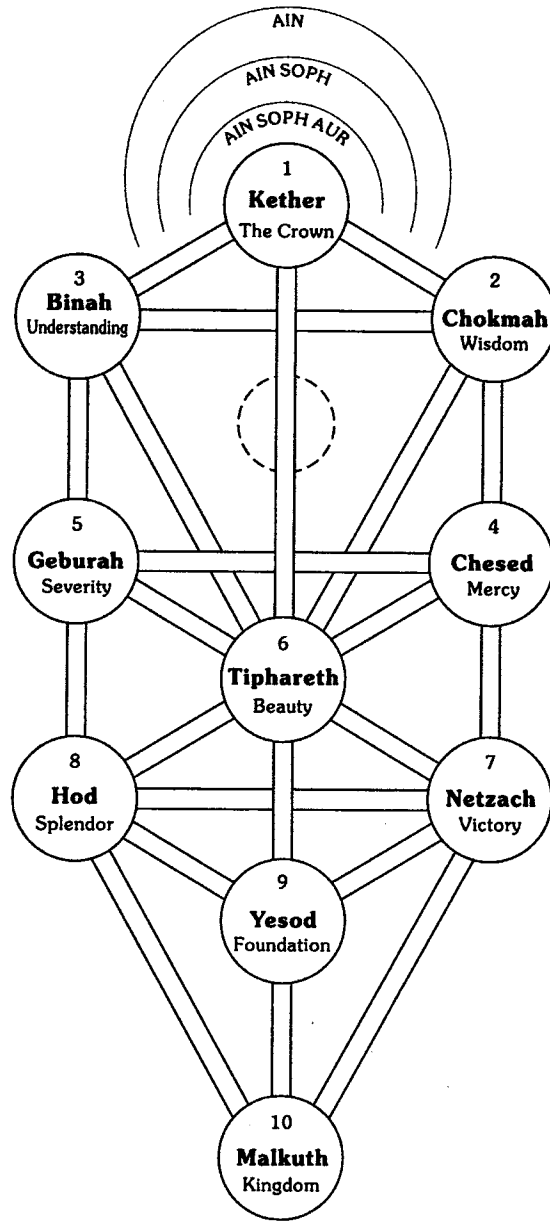 AIN
AIN SOPH
AIN SOPH AUR
1
Kether
The Crown
3
Binah
Understanding
2
Chokmah
Wisdom
5
Geburah
Severity
4
Chesed
Mercy
6
Tiphareth
Beauty
8
Hod
Splendor
7
Netzach
Victory
9
Yesod
Foundation
10
Malkuth
Kingdom